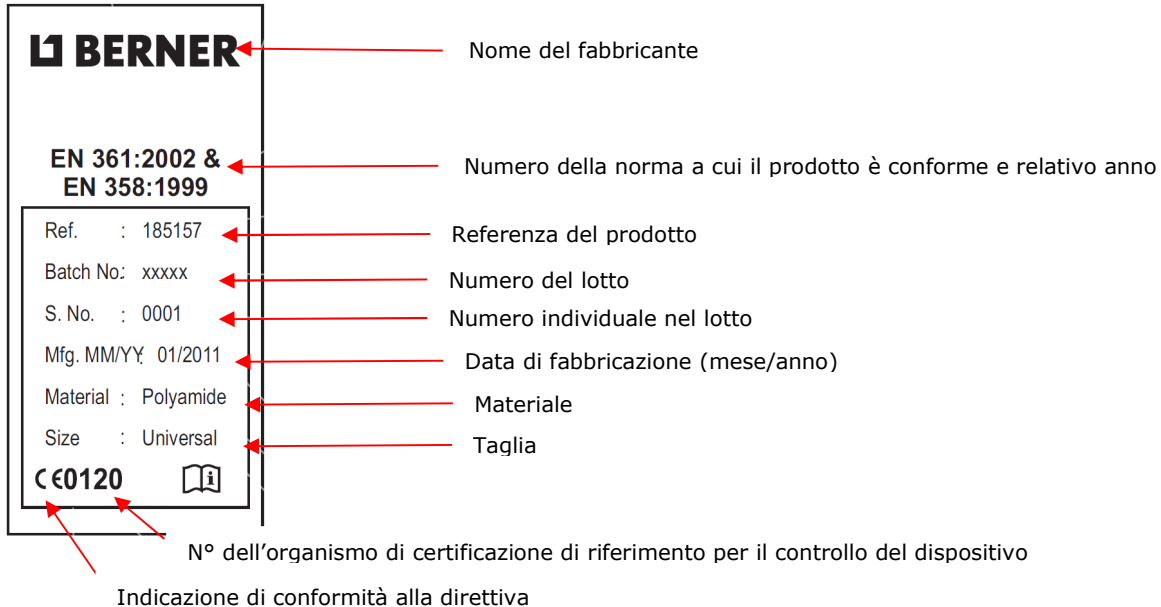 BERNER Nome del fabbricante
EN 361:2002 &
EN 358:1999
Numero della norma a cui il prodotto è conforme e relativo anno
Ref. : 185157 Referenza del prodotto
Batch No.: xxxxx Numero del lotto
S. No. : 0001 Numero individuale nel lotto
Mfg. MM/YY: 01/2011 Data di fabbricazione (mese/anno)
Material : Polyamide Materiale
Size : Universal Taglia
CE0120
N° dell’organismo di certificazione di riferimento per il controllo del dispositivo
Indicazione di conformità alla direttiva